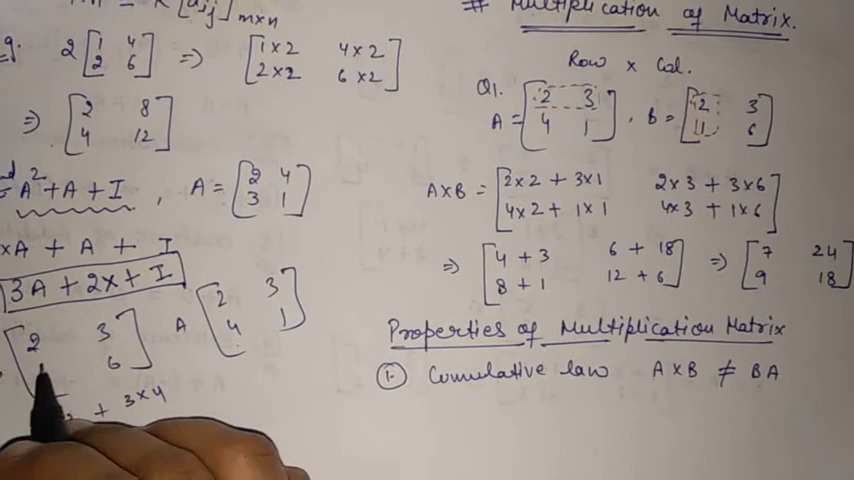 [aij]m×n
2 [1 4 / 2 6] => [1×2 4×2 / 2×2 6×2]
=> [2 8 / 4 12]
= A² + A + I , A = [2 4 / 3 1]
×A + A + I
3A + 2x + I
[2 3 / 6] A [2 3 / 4 1]
+ 3×4
# Multiplication of Matrix.
Row × Col.
Q1.
A = [2 3 / 4 1] , B = [2 3 / 1 6]
A×B = [2×2 + 3×1 2×3 + 3×6 / 4×2 + 1×1 4×3 + 1×6]
=> [4 + 3 6 + 18 / 8 + 1 12 + 6] => [7 24 / 9 18]
Properties of Multiplication Matrix
1. Comulative law A×B ≠ BA